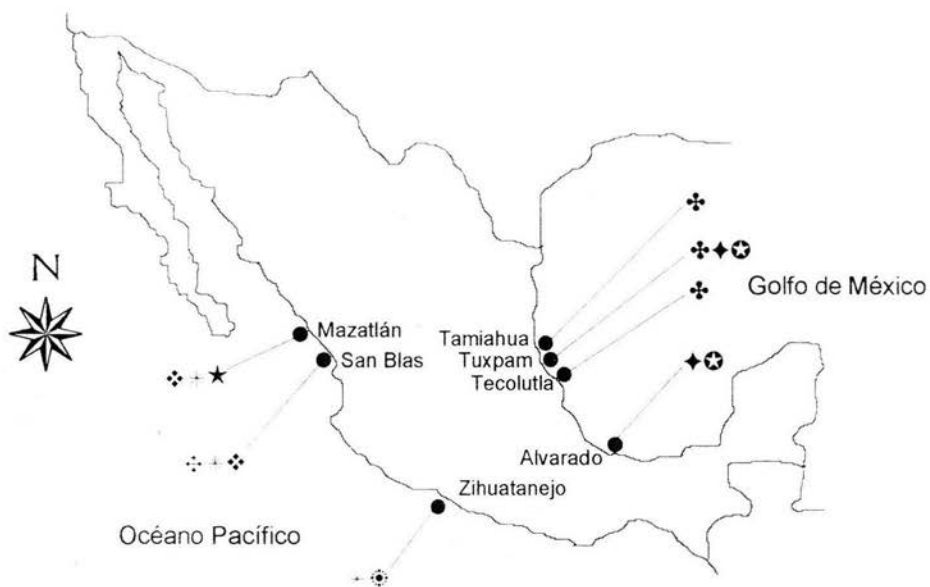 N
Golfo de México
Mazatlán
San Blas
Tamiahua
Tuxpam
Tecolutla
Alvarado
Zihuatanejo
Océano Pacífico